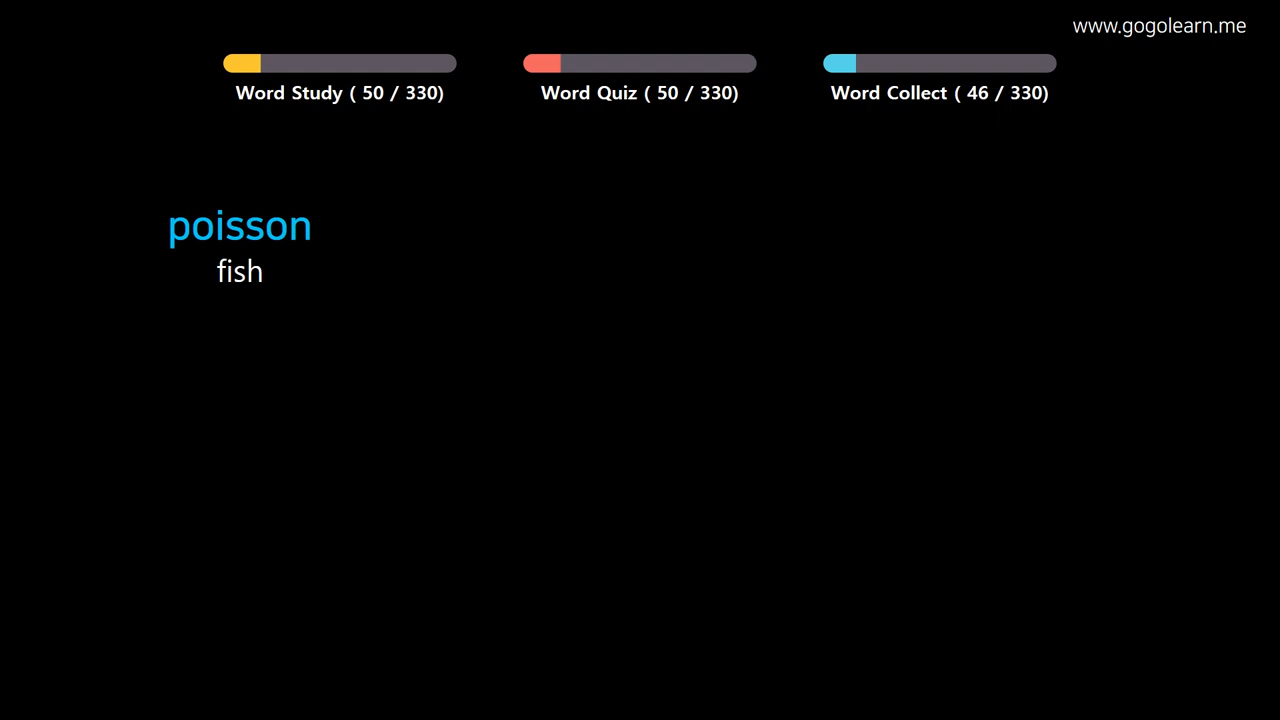 www.gogolearn.me
Word Study ( 50 / 330)
Word Quiz ( 50 / 330)
Word Collect ( 46 / 330)
poisson
fish